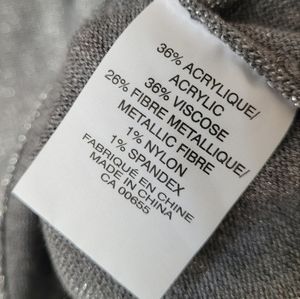 36% ACRYLIQUE/
ACRYLIC
36% VISCOSE
26% FIBRE METALLIQUE/
METALLIC FIBRE
1% NYLON
1% SPANDEX
FABRIQUÉ EN CHINE
MADE IN CHINA
CA 00655